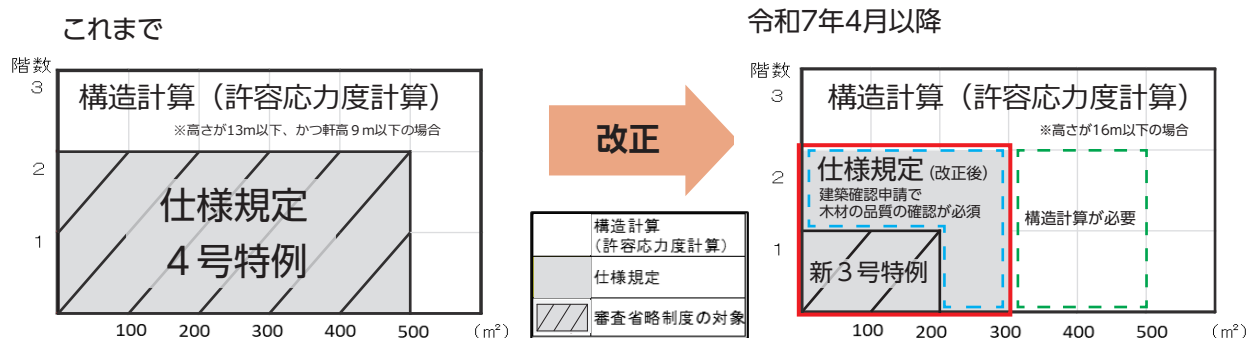 これまで
階数
3
構造計算（許容応力度計算）
※高さが13m以下、かつ軒高９m以下の場合
2
仕様規定
1
４号特例
100 200 300 400 500 （㎡）
改正
構造計算
（許容応力度計算）
仕様規定
審査省略制度の対象
令和7年4月以降
階数
3
構造計算（許容応力度計算）
※高さが16m以下の場合
2
仕様規定（改正後）
建築確認申請で
木材の品質の確認が必須
構造計算が必要
1
新３号特例
100 200 300 400 500 （㎡）